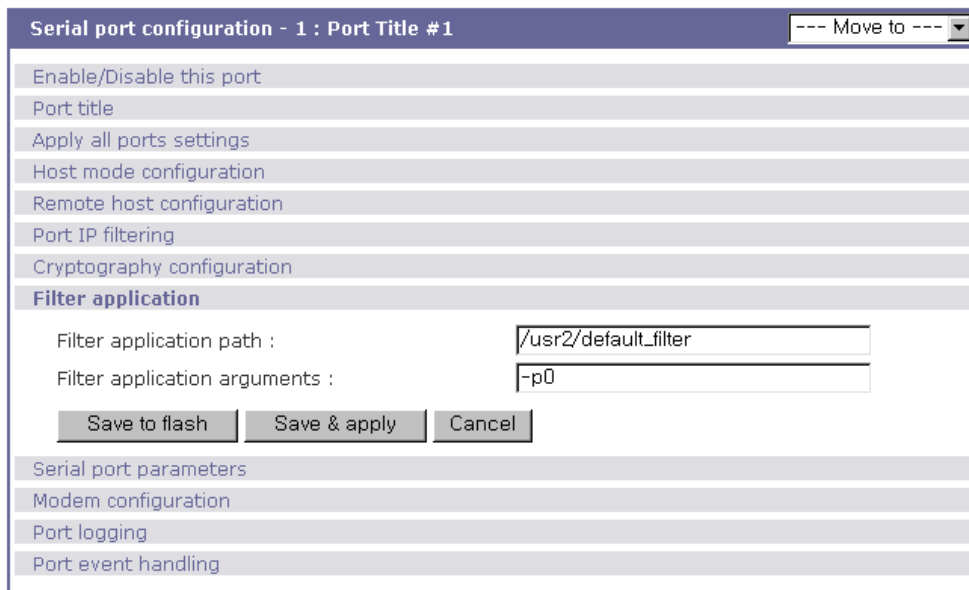 Serial port configuration - 1 : Port Title #1 --- Move to ---
Enable/Disable this port
Port title
Apply all ports settings
Host mode configuration
Remote host configuration
Port IP filtering
Cryptography configuration
Filter application
Filter application path : /usr2/default_filter
Filter application arguments : -p0
Save to flash Save & apply Cancel
Serial port parameters
Modem configuration
Port logging
Port event handling